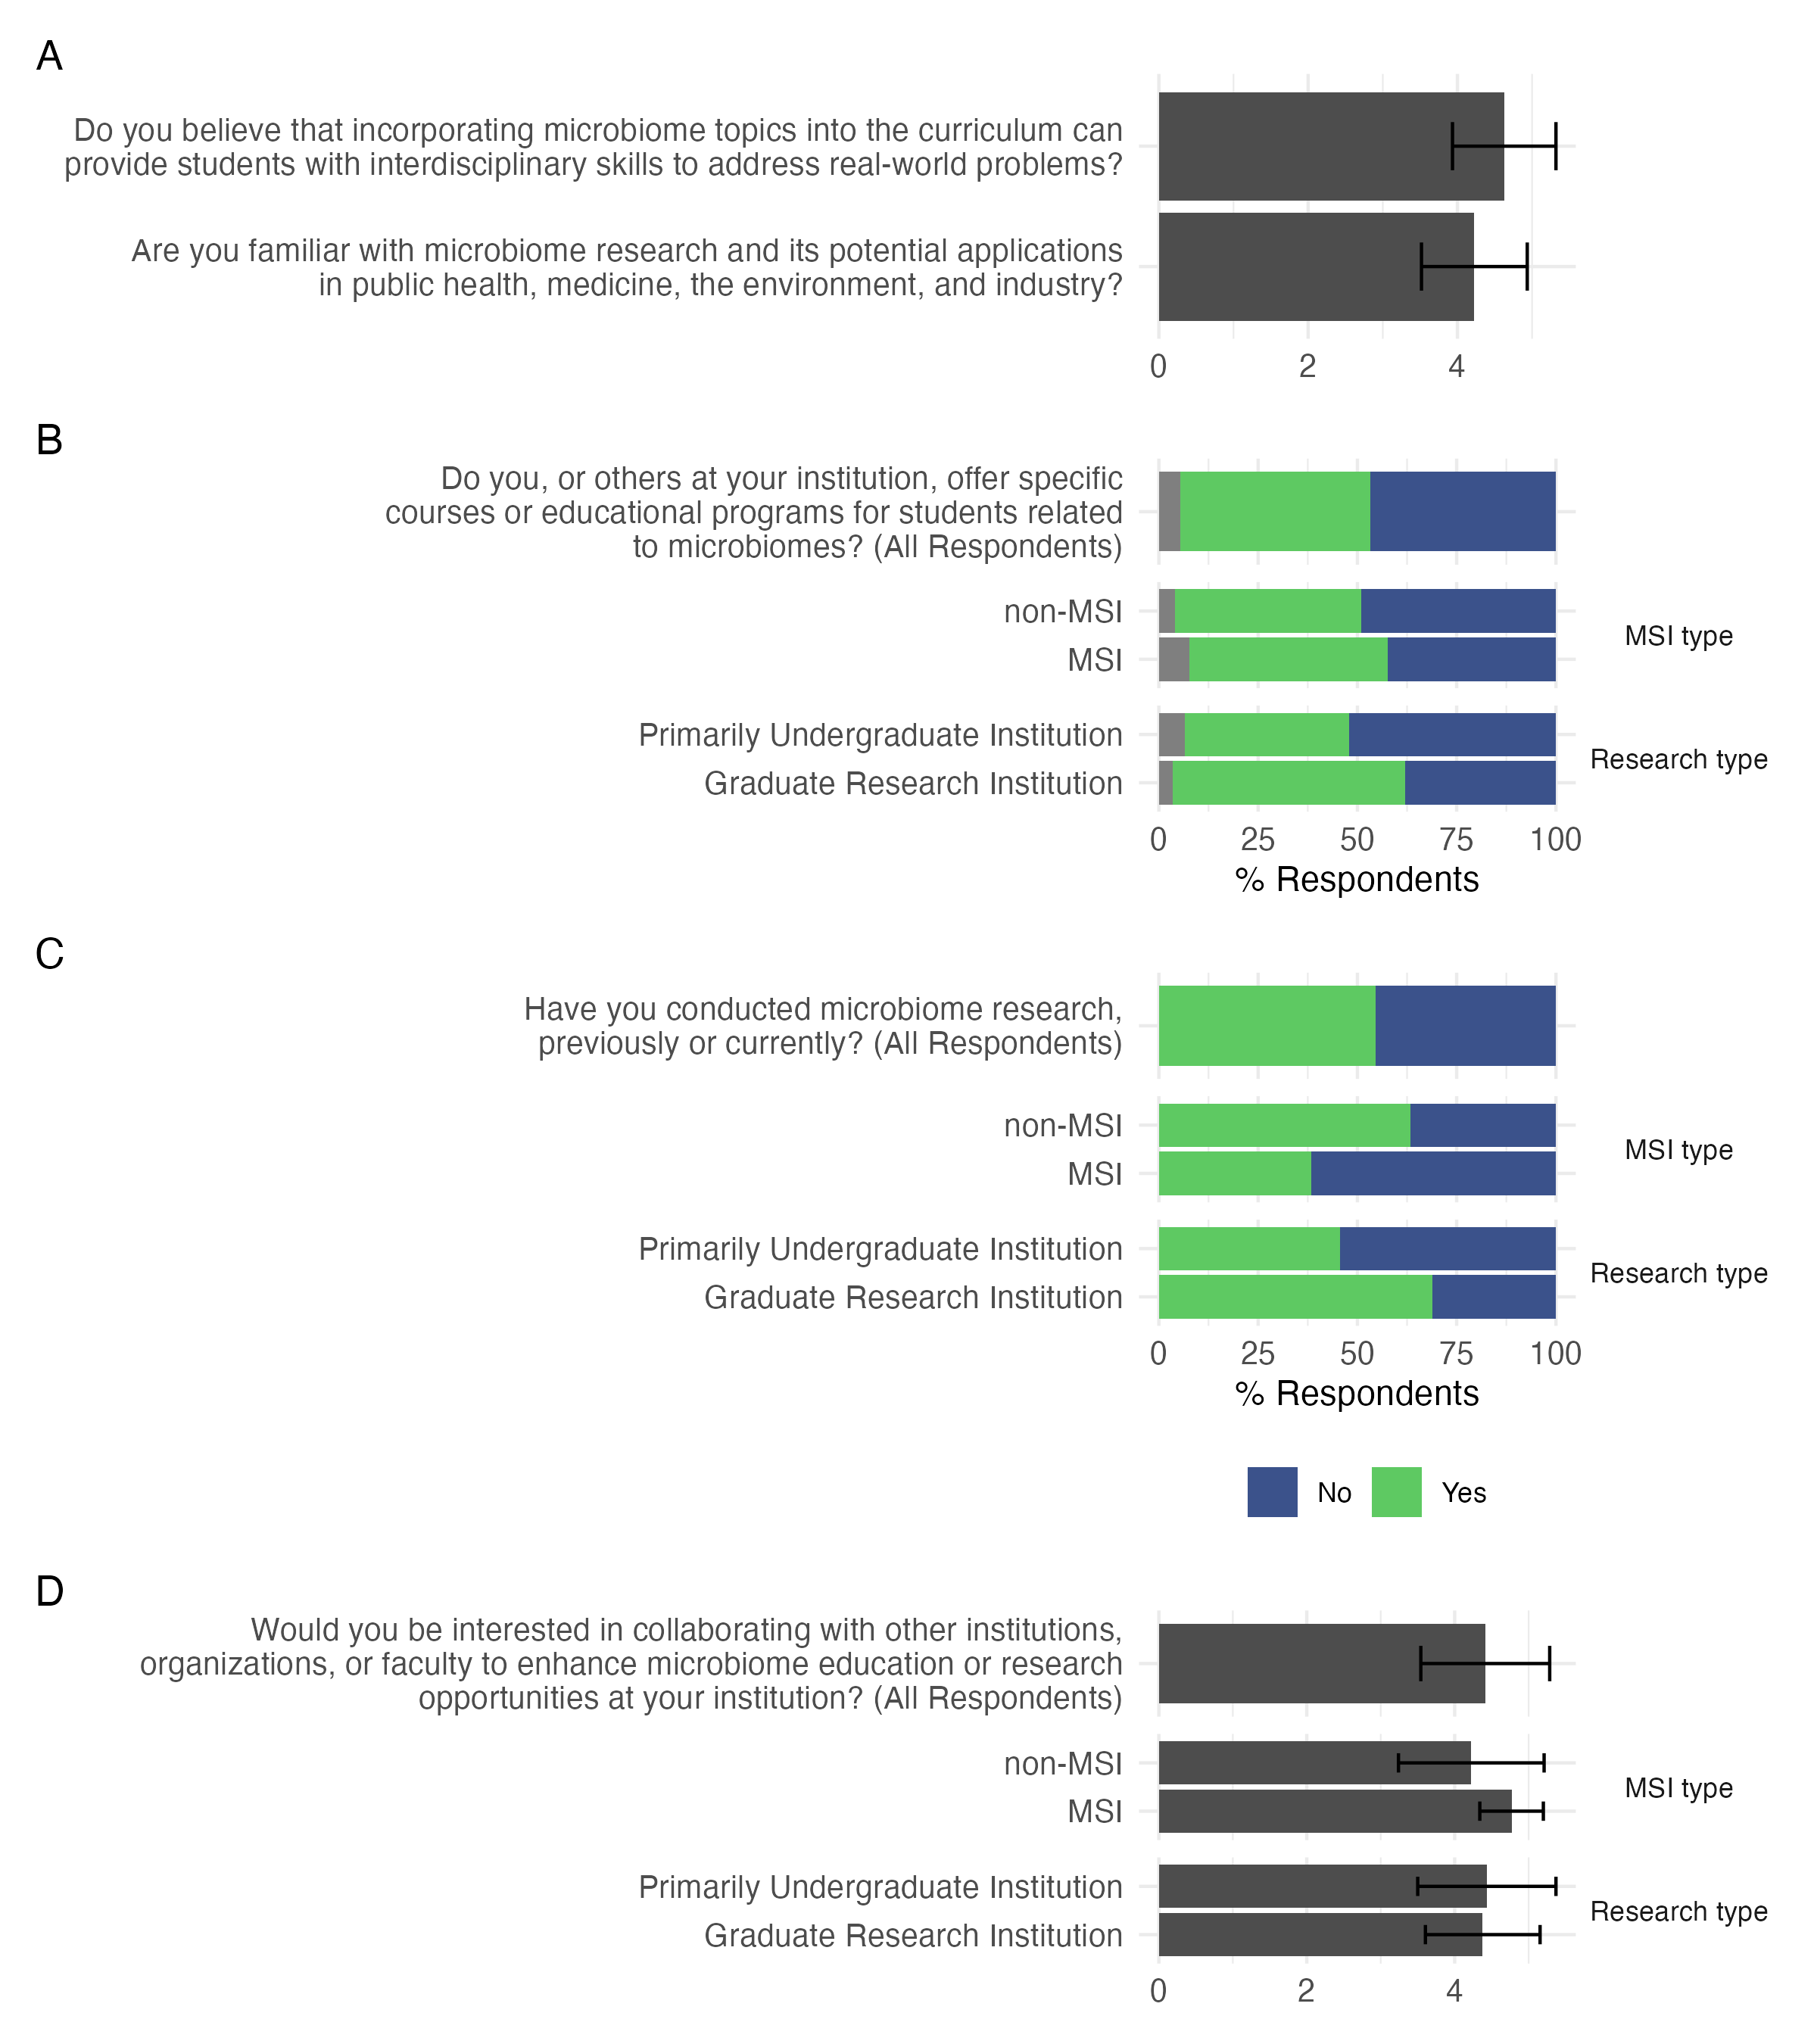 A
Do you believe that incorporating microbiome topics into the curriculum can
provide students with interdisciplinary skills to address real-world problems?
Are you familiar with microbiome research and its potential applications
in public health, medicine, the environment, and industry?
0 2 4
B
Do you, or others at your institution, offer specific
courses or educational programs for students related
to microbiomes? (All Respondents)
non-MSI
MSI
MSI type
Primarily Undergraduate Institution
Graduate Research Institution
Research type
0 25 50 75 100
% Respondents
C
Have you conducted microbiome research,
previously or currently? (All Respondents)
non-MSI
MSI
MSI type
Primarily Undergraduate Institution
Graduate Research Institution
Research type
0 25 50 75 100
% Respondents
No Yes
D
Would you be interested in collaborating with other institutions,
organizations, or faculty to enhance microbiome education or research
opportunities at your institution? (All Respondents)
non-MSI
MSI
MSI type
Primarily Undergraduate Institution
Graduate Research Institution
Research type
0 2 4